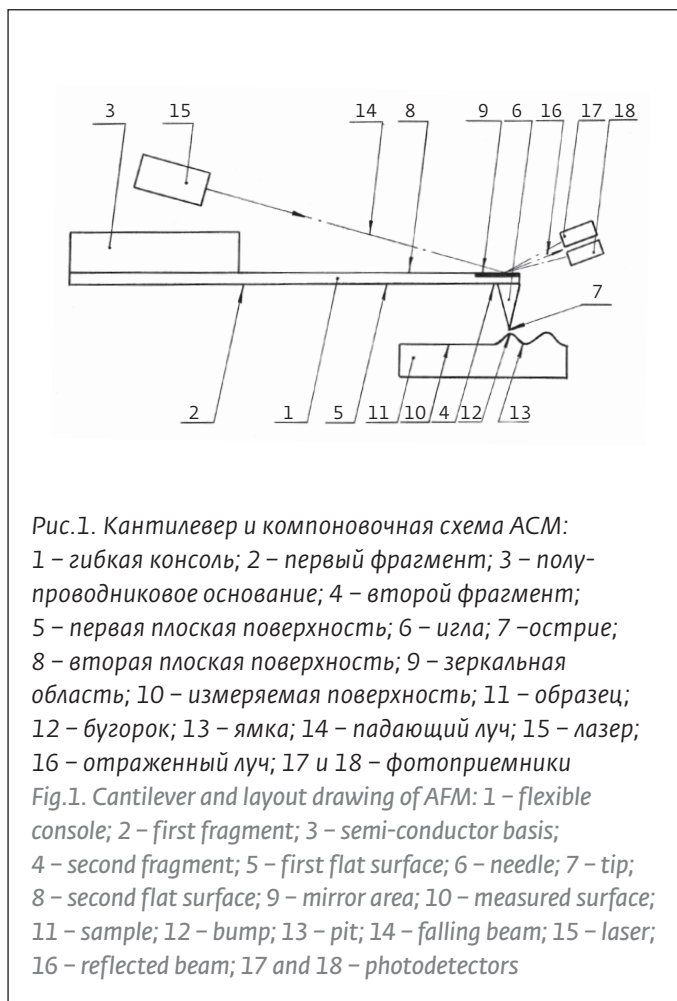 3 15 14 8 9 6 16 17 18
7
2 1 5 11 10 4 12 13
Рис.1. Кантилевер и компоновочная схема АСМ:
1 – гибкая консоль; 2 – первый фрагмент; 3 – полу-
проводниковое основание; 4 – второй фрагмент;
5 – первая плоская поверхность; 6 – игла; 7 –острие;
8 – вторая плоская поверхность; 9 – зеркальная
область; 10 – измеряемая поверхность; 11 – образец;
12 – бугорок; 13 – ямка; 14 – падающий луч; 15 – лазер;
16 – отраженный луч; 17 и 18 – фотоприемники
Fig.1. Cantilever and layout drawing of AFM: 1 – flexible
console; 2 – first fragment; 3 – semi-conductor basis;
4 – second fragment; 5 – first flat surface; 6 – needle; 7 – tip;
8 – second flat surface; 9 – mirror area; 10 – measured surface;
11 – sample; 12 – bump; 13 – pit; 14 – falling beam; 15 – laser;
16 – reflected beam; 17 and 18 – photodetectors